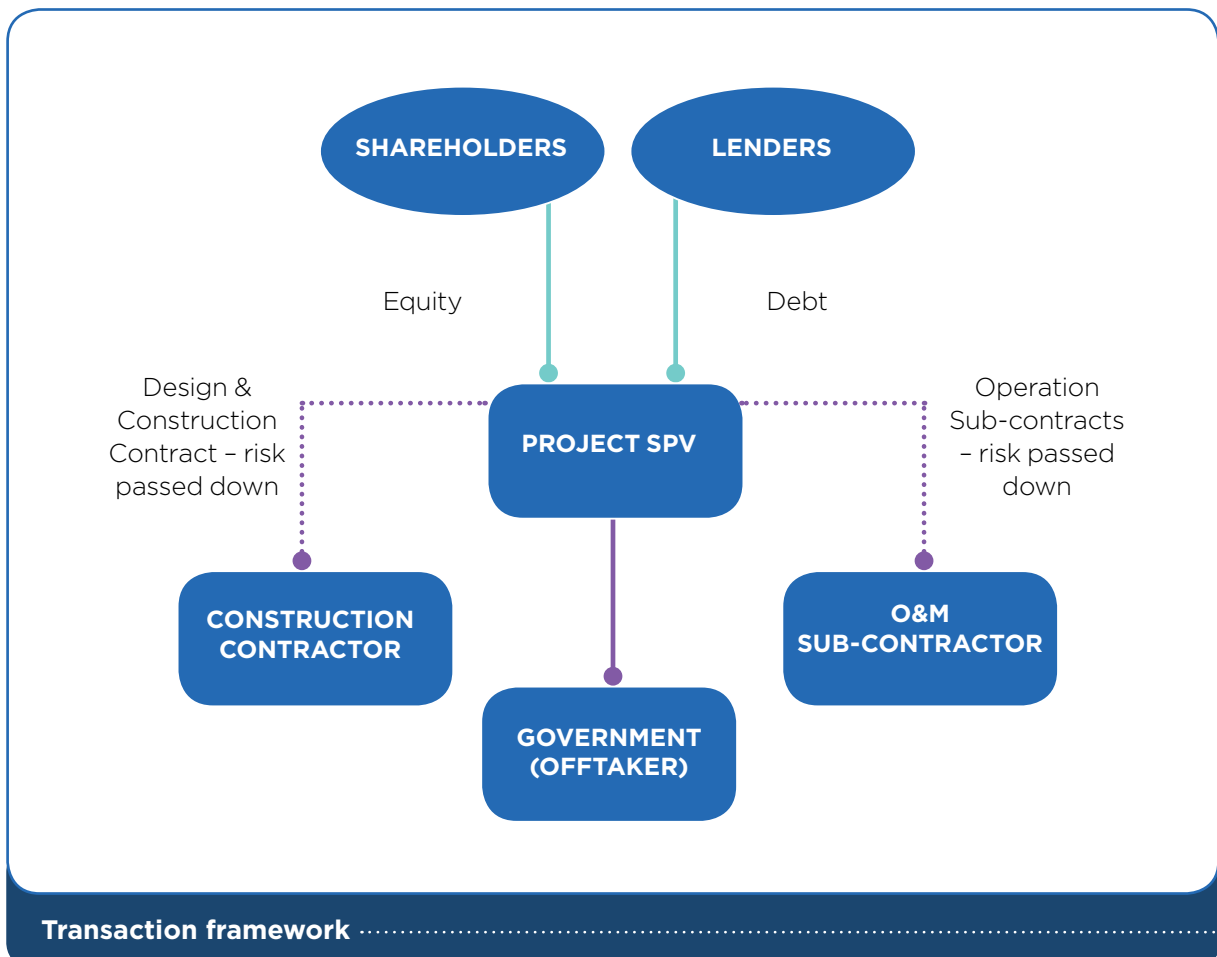 SHAREHOLDERS
LENDERS
Equity
Debt
Design &
Construction
Contract – risk
passed down
Operation
Sub-contracts
– risk passed
down
PROJECT SPV
CONSTRUCTION
CONTRACTOR
O&M
SUB-CONTRACTOR
GOVERNMENT
(OFFTAKER)
Transaction framework